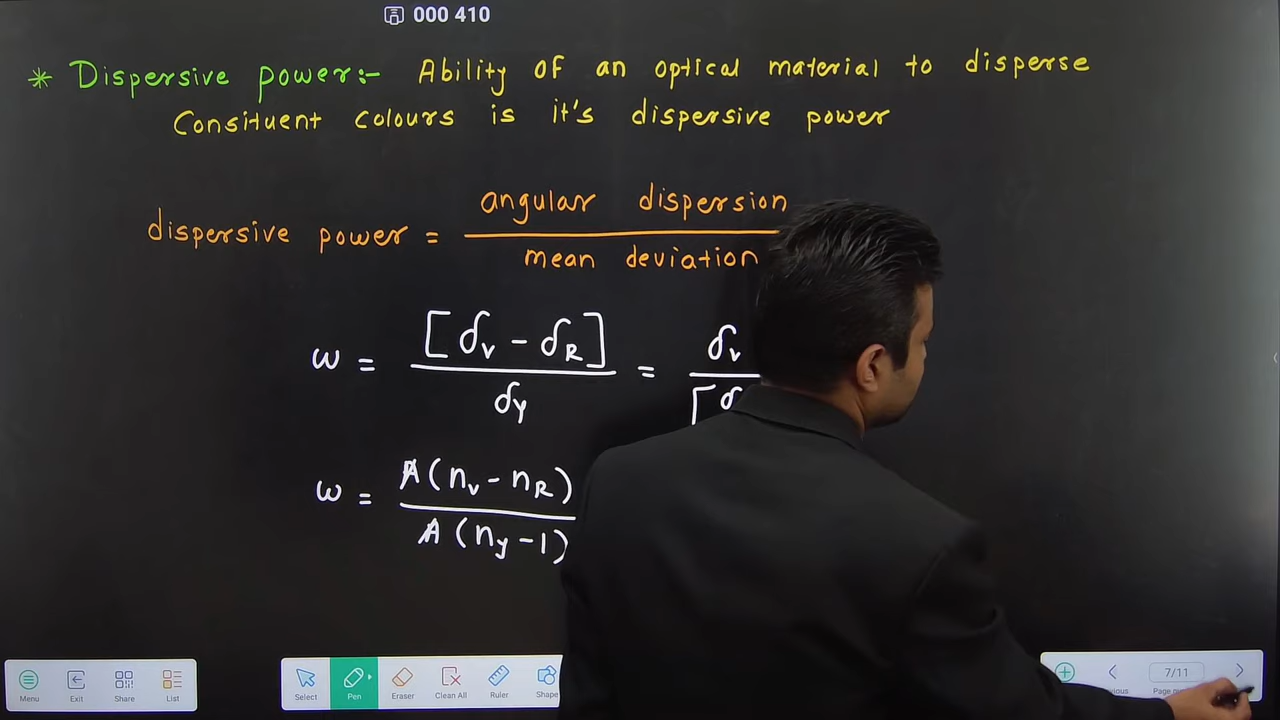 000 410
* Dispersive power:- Ability of an optical material to disperse
Consituent colours is it's dispersive power
dispersive power = angular dispersion
mean deviation
ω = [δv - δR] / δy = δv
[δ
ω = A(nv - nR)
A(ny - 1)
Menu Exit Share List Select Pen Eraser Clean All Ruler Shape 7/11